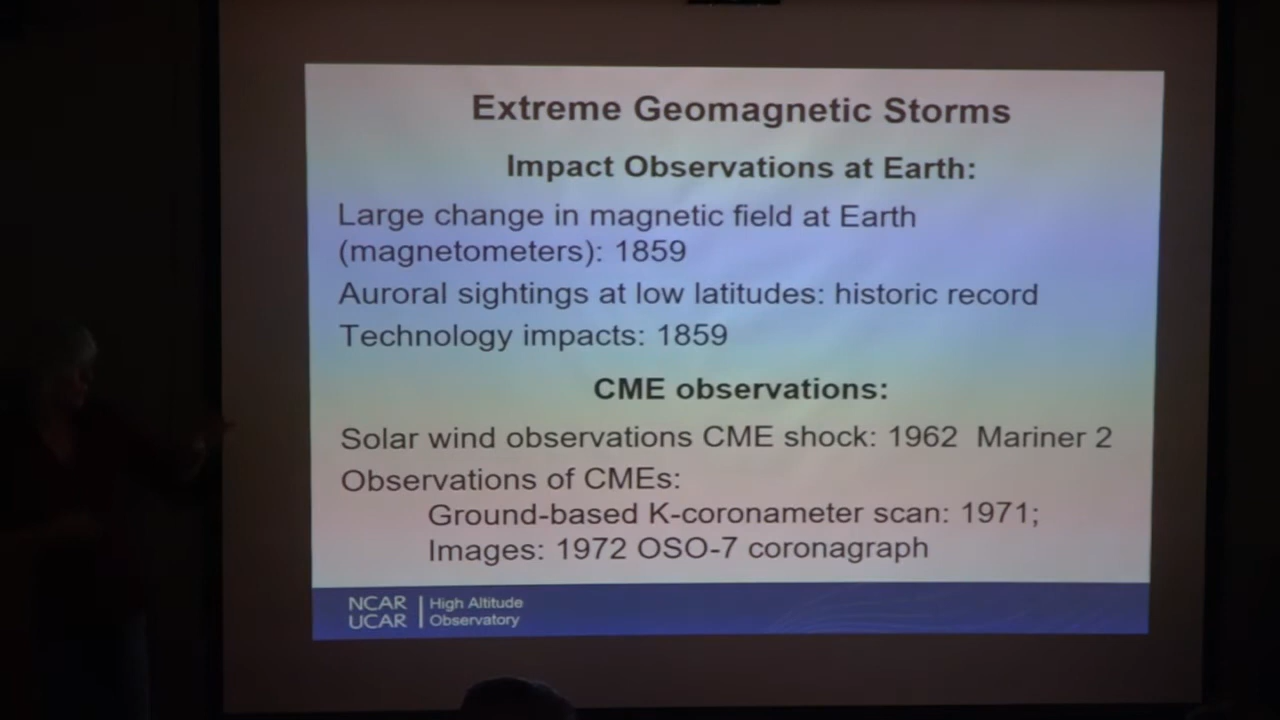 Extreme Geomagnetic Storms
Impact Observations at Earth:
Large change in magnetic field at Earth
(magnetometers): 1859
Auroral sightings at low latitudes: historic record
Technology impacts: 1859
CME observations:
Solar wind observations CME shock: 1962 Mariner 2
Observations of CMEs:
Ground-based K-coronameter scan: 1971;
Images: 1972 OSO-7 coronagraph
NCAR
UCAR
High Altitude
Observatory